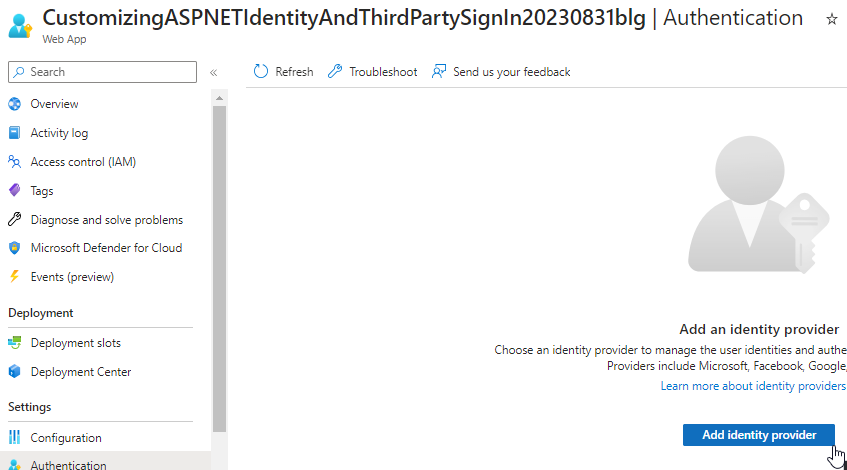 CustomizingASPNETIdentityAndThirdPartySignIn20230831blg | Authentication
Web App
Search
Refresh Troubleshoot Send us your feedback
Overview
Activity log
Access control (IAM)
Tags
Diagnose and solve problems
Microsoft Defender for Cloud
Events (preview)
Deployment
Deployment slots
Deployment Center
Settings
Configuration
Authentication
Add an identity provider
Choose an identity provider to manage the user identities and authe
Providers include Microsoft, Facebook, Google,
Learn more about identity providers
Add identity provider